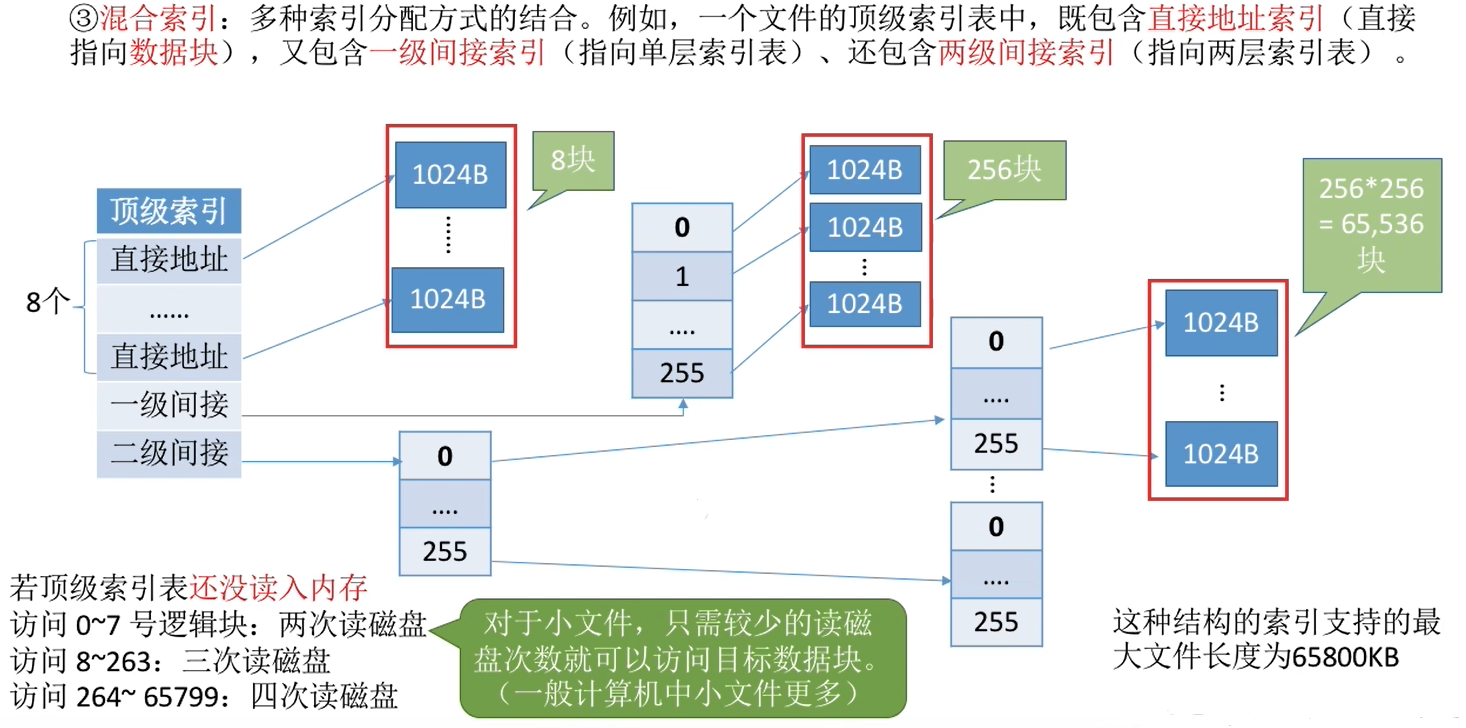 ③混合索引：多种索引分配方式的结合。例如，一个文件的顶级索引表中，既包含直接地址索引（直接
指向数据块），又包含一级间接索引（指向单层索引表）、还包含两级间接索引（指向两层索引表）。
顶级索引
8个
直接地址
......
直接地址
一级间接
二级间接
1024B
1024B
8块
0
1
....
255
1024B
1024B
1024B
256块
0
....
255
0
....
255
0
....
255
1024B
1024B
256*256
= 65,536
块
若顶级索引表还没读入内存
访问 0~7 号逻辑块：两次读磁盘
访问 8~263：三次读磁盘
访问 264~ 65799：四次读磁盘
对于小文件，只需较少的读磁
盘次数就可以访问目标数据块。
（一般计算机中小文件更多）
这种结构的索引支持的最
大文件长度为65800KB